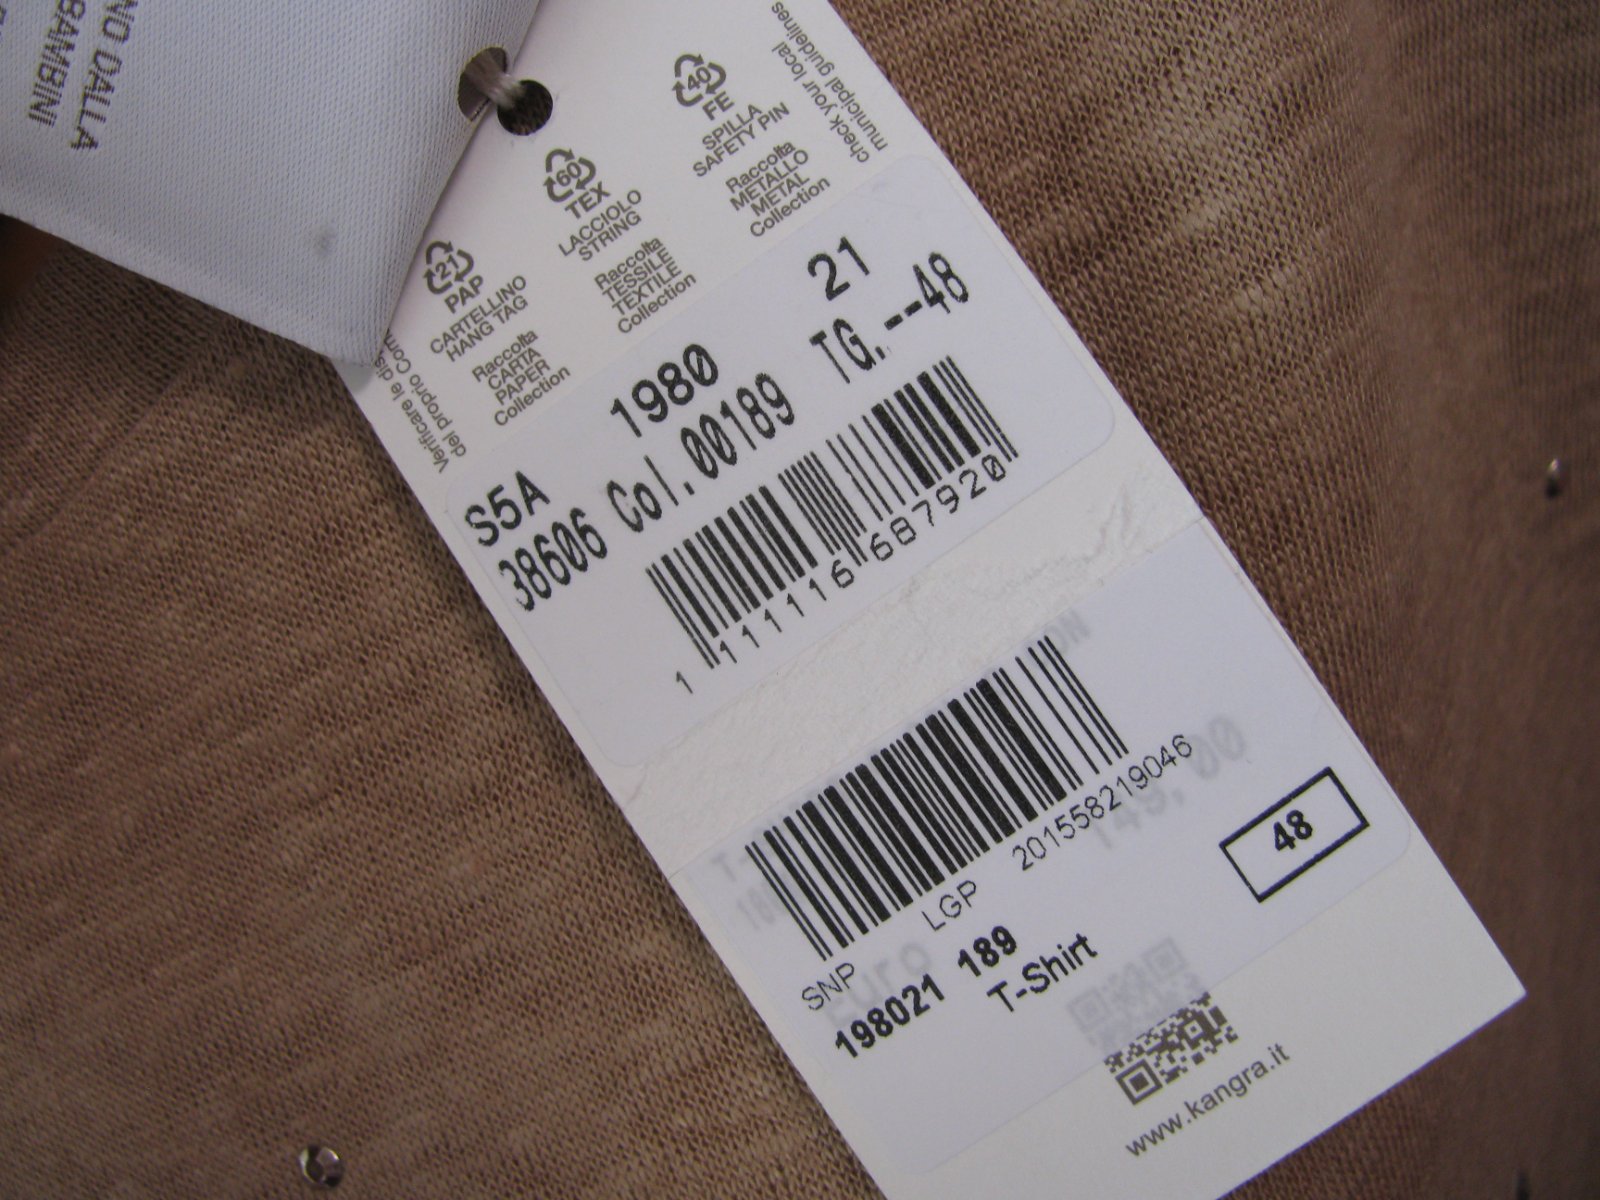 NO DALLA
BAMBINI
check your local
municipal guidelines
21
PAP
CARTELLINO
HANG TAG
Raccolta
CARTA
PAPER
Collection
60
TEX
LACCIOLO
STRING
Raccolta
TESSILE
TEXTILE
Collection
40
FE
SPILLA
SAFETY PIN
Raccolta
METALLO
METAL
Collection
Verificare le
del proprio
S5A 1980 21
38606 Col.00189 TG.--48
1 111116 687920
SNP LGP 201558219046
198021 189
T-Shirt
48
Euro
149,00
www.kangra.it